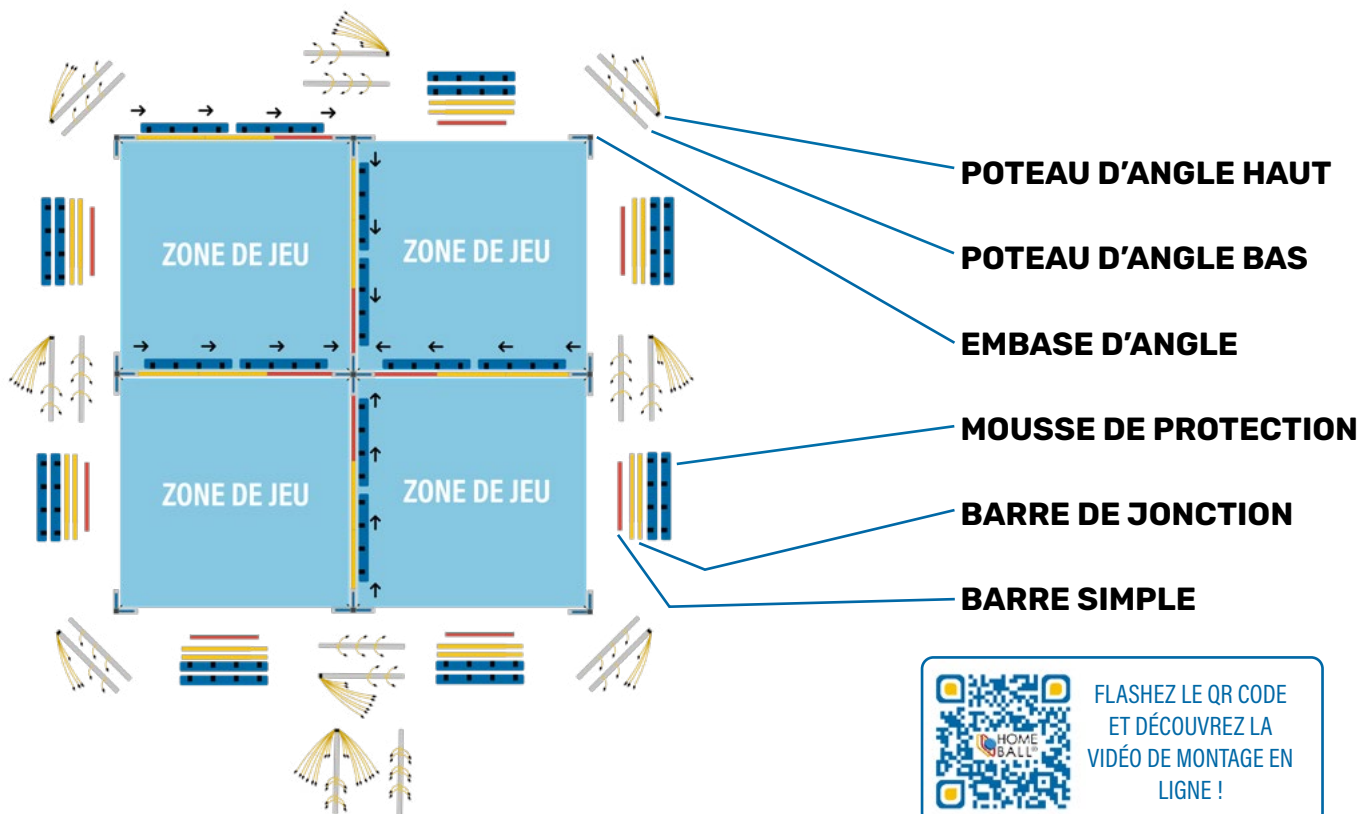 ZONE DE JEU
ZONE DE JEU
ZONE DE JEU
ZONE DE JEU
POTEAU D'ANGLE HAUT
POTEAU D'ANGLE BAS
EMBASE D'ANGLE
MOUSSE DE PROTECTION
BARRE DE JONCTION
BARRE SIMPLE
HOME
BALL®
FLASHEZ LE QR CODE
ET DÉCOUVREZ LA
VIDÉO DE MONTAGE EN
LIGNE !